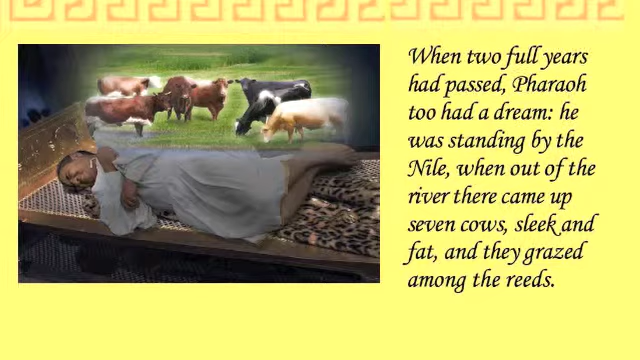 When two full years
had passed, Pharaoh
too had a dream: he
was standing by the
Nile, when out of the
river there came up
seven cows, sleek and
fat, and they grazed
among the reeds.